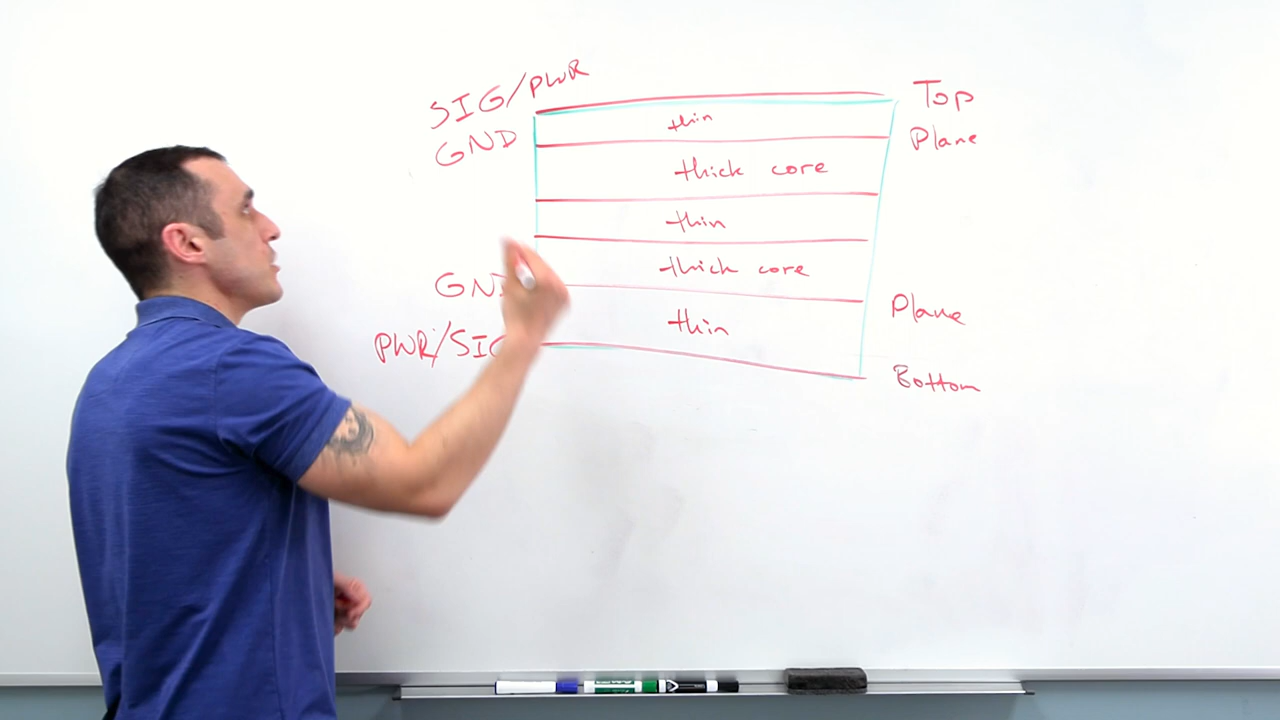 SIG/PWR
Top
thin
GND
Plane
thick core
thin
thick core
GND
Plane
thin
PWR/SIG
Bottom